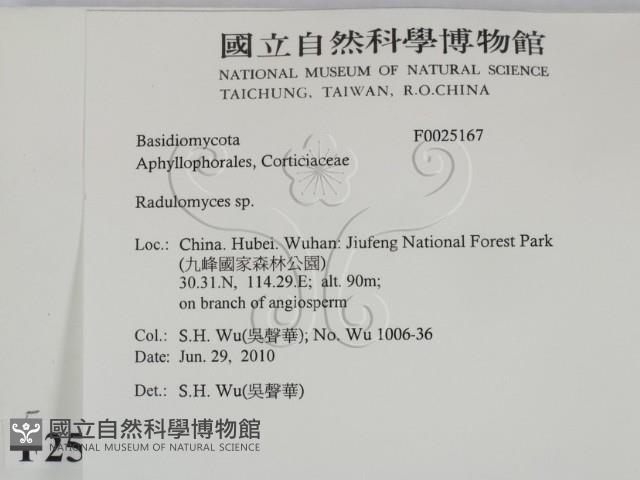 國立自然科學博物館
NATIONAL MUSEUM OF NATURAL SCIENCE
TAICHUNG, TAIWAN, R.O.CHINA
Basidiomycota F0025167
Aphyllophorales, Corticiaceae
Radulomyces sp.
Loc.: China. Hubei. Wuhan: Jiufeng National Forest Park
(九峰國家森林公園)
30.31.N, 114.29.E; alt. 90m;
on branch of angiosperm
Col.: S.H. Wu(吳聲華); No. Wu 1006-36
Date: Jun. 29, 2010
Det.: S.H. Wu(吳聲華)
國立自然科學博物館
NATIONAL MUSEUM OF NATURAL SCIENCE
25